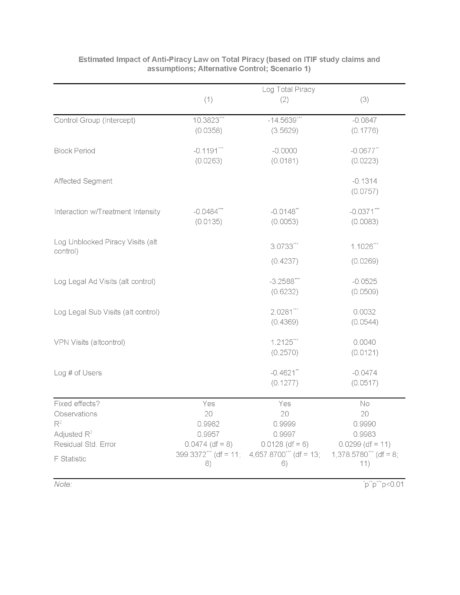 Estimated Impact of Anti-Piracy Law on Total Piracy (based on ITIF study claims and
assumptions; Alternative Control; Scenario 1)
Log Total Piracy
(1) (2) (3)
Control Group (Intercept) 10.3623*** -14.5639*** -0.0847
(0.0358) (3.5629) (0.1776)
Block Period -0.1191*** -0.0000 -0.0677**
(0.0263) (0.0181) (0.0223)
Affected Segment -0.1314
(0.0757)
Interaction w/Treatment Intensity -0.0484*** -0.0148** -0.0371***
(0.0135) (0.0053) (0.0083)
Log Unblocked Piracy Visits (alt
control) 3.0733*** 1.1026***
(0.4237) (0.0269)
Log Legal Ad Visits (alt control) -3.2588*** -0.0525
(0.6232) (0.0509)
Log Legal Sub Visits (alt control) 2.0281*** 0.0032
(0.4369) (0.0544)
VPN Visits (altcontrol) 1.2125*** 0.0040
(0.2570) (0.0121)
Log # of Users -0.4621** -0.0474
(0.1277) (0.0517)
Fixed effects? Yes Yes No
Observations 20 20 20
R² 0.9982 0.9999 0.9990
Adjusted R² 0.9957 0.9997 0.9983
Residual Std. Error 0.0474 (df = 8) 0.0128 (df = 6) 0.0299 (df = 11)
F Statistic 399.3372*** (df = 11; 4,657.8700*** (df = 13; 1,378.5780*** (df = 8;
8) 6) 11)
Note: *p**p***p=0.01